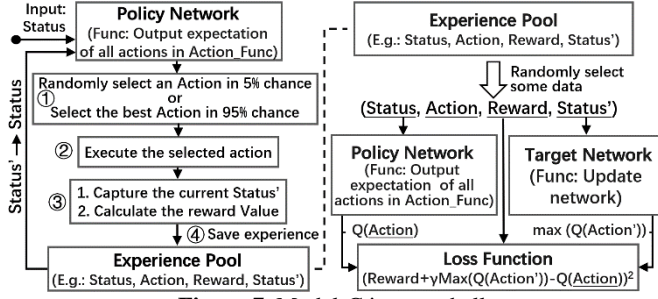 Input:
Status
Policy Network
(Func: Output expectation
of all actions in Action_Func)
Randomly select an Action in 5% chance
①
or
Select the best Action in 95% chance
② Execute the selected action
③
1. Capture the current Status'
2. Calculate the reward Value
④ Save experience
Experience Pool
(E.g.: Status, Action, Reward, Status')
Status' → Status
Experience Pool
(E.g.: Status, Action, Reward, Status')
Randomly select
some data
(Status, Action, Reward, Status')
Policy Network
(Func: Output
expectation of all
actions in Action_Func)
Target Network
(Func: Update
network)
Q(Action)
max (Q(Action'))
Loss Function
(Reward+γMax(Q(Action'))-Q(Action))²